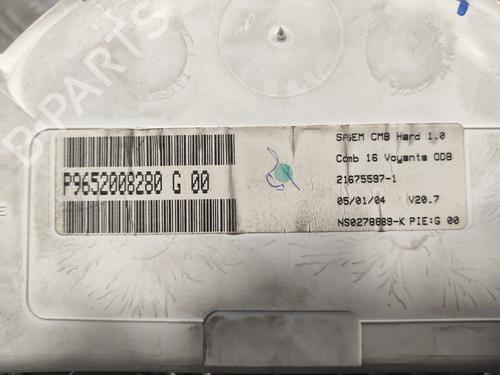 B-PARTS
P9652008280 G 00
SAGEM CMB Hard 1.0
Comb 16 Voyants ODB
21675597-1
05/01/04 V20.7
NS0278889-K PIE:G 00